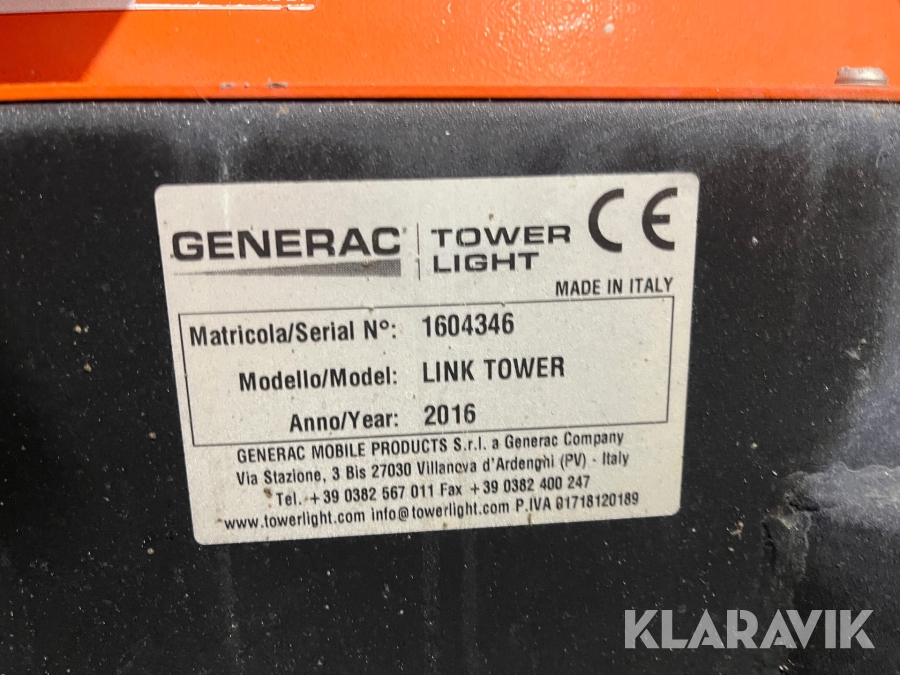 GENERAC
TOWER
LIGHT
CE
MADE IN ITALY
Matricola/Serial N°: 1604346
Modello/Model: LINK TOWER
Anno/Year: 2016
GENERAC MOBILE PRODUCTS S.r.l. a Generac Company
Via Stazione, 3 Bis 27030 Villanova d'Ardenghi (PV) - Italy
Tel. +39 0382 567 011 Fax +39 0382 400 247
www.towerlight.com info@towerlight.com P.IVA 01718120189
KLARAVIK